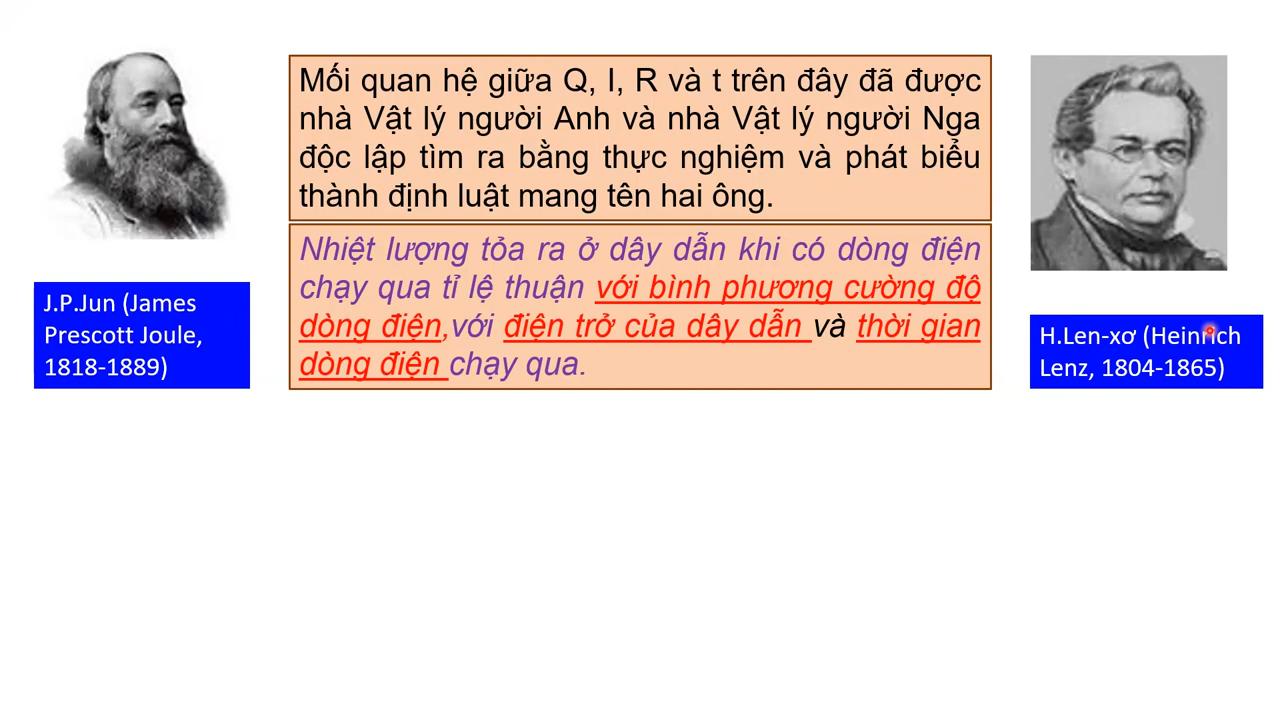 Mối quan hệ giữa Q, I, R và t trên đây đã được
nhà Vật lý người Anh và nhà Vật lý người Nga
độc lập tìm ra bằng thực nghiệm và phát biểu
thành định luật mang tên hai ông.
Nhiệt lượng tỏa ra ở dây dẫn khi có dòng điện
chạy qua tỉ lệ thuận với bình phương cường độ
dòng điện,với điện trở của dây dẫn và thời gian
dòng điện chạy qua.
J.P.Jun (James
Prescott Joule,
1818-1889)
H.Len-xơ (Heinrich
Lenz, 1804-1865)